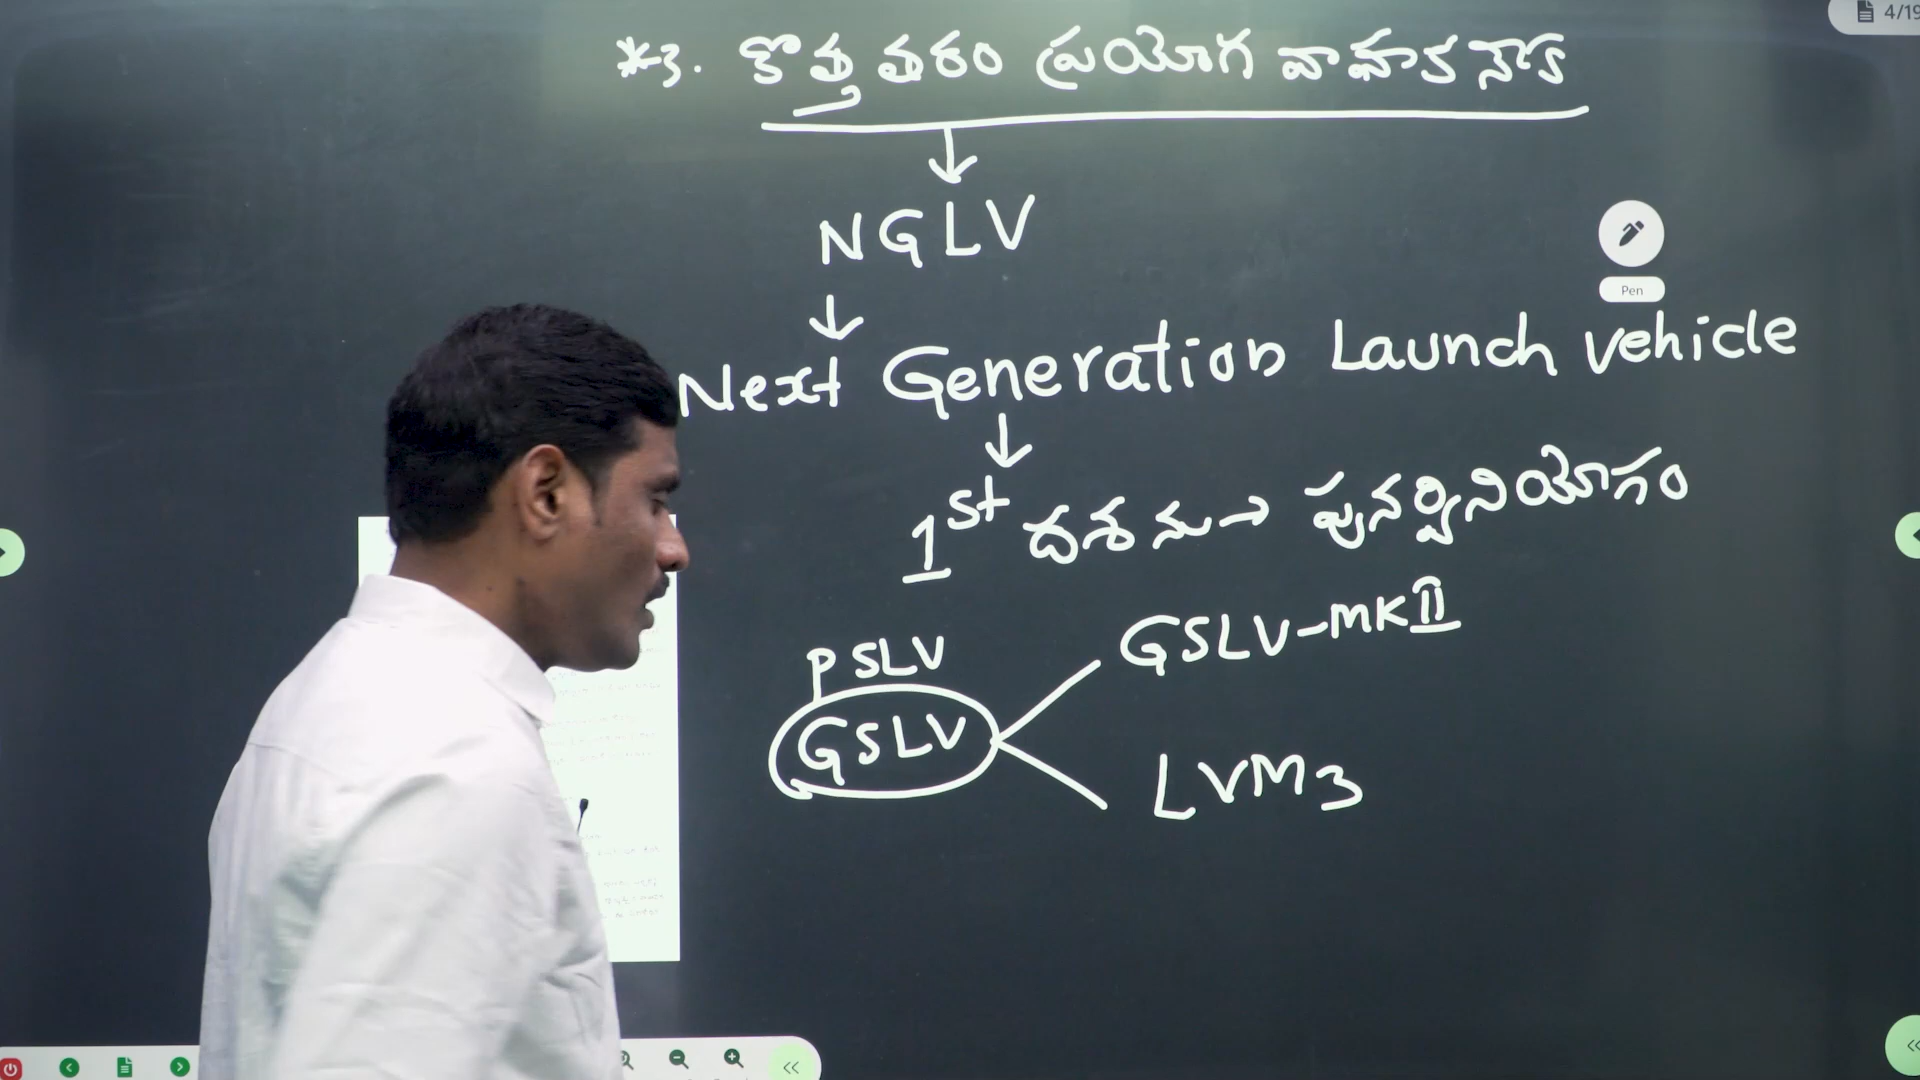 4/19
*3. కొత్త తరం ప్రయోగ వాహక నౌక
NGLV
Pen
Next Generation Launch vehicle
1st దశను → పునర్వినియోగం
GSLV-MKII
PSLV
GSLV
LVM3